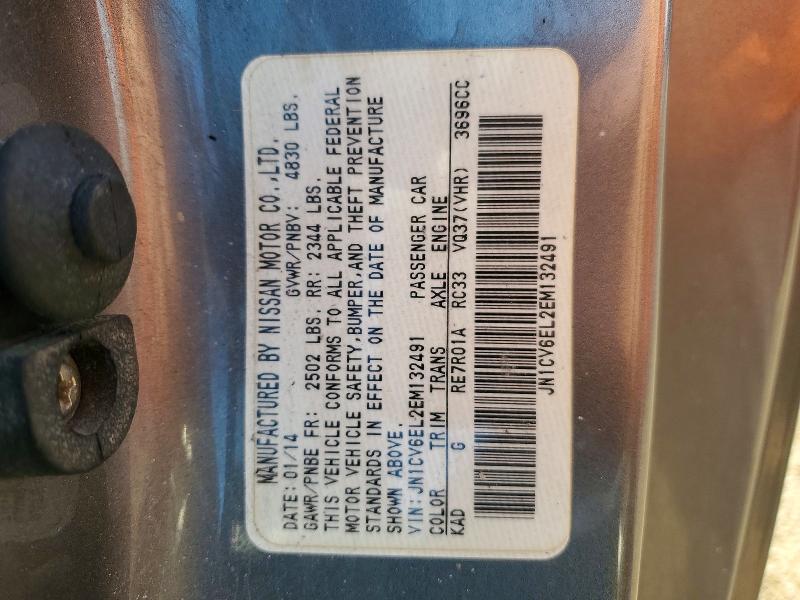 MANUFACTURED BY NISSAN MOTOR CO.,LTD.
DATE: 01/14 GVWR/PNBV: 4830 LBS.
GAWR/PNBE FR: 2502 LBS. RR: 2344 LBS.
THIS VEHICLE CONFORMS TO ALL APPLICABLE FEDERAL
MOTOR VEHICLE SAFETY,BUMPER,AND THEFT PREVENTION
STANDARDS IN EFFECT ON THE DATE OF MANUFACTURE
SHOWN ABOVE.
VIN:JN1CV6EL2EM132491 PASSENGER CAR
COLOR TRIM TRANS AXLE ENGINE
KAD G RE7R01A RC33 VQ37(VHR) 3696CC
JN1CV6EL2EM132491